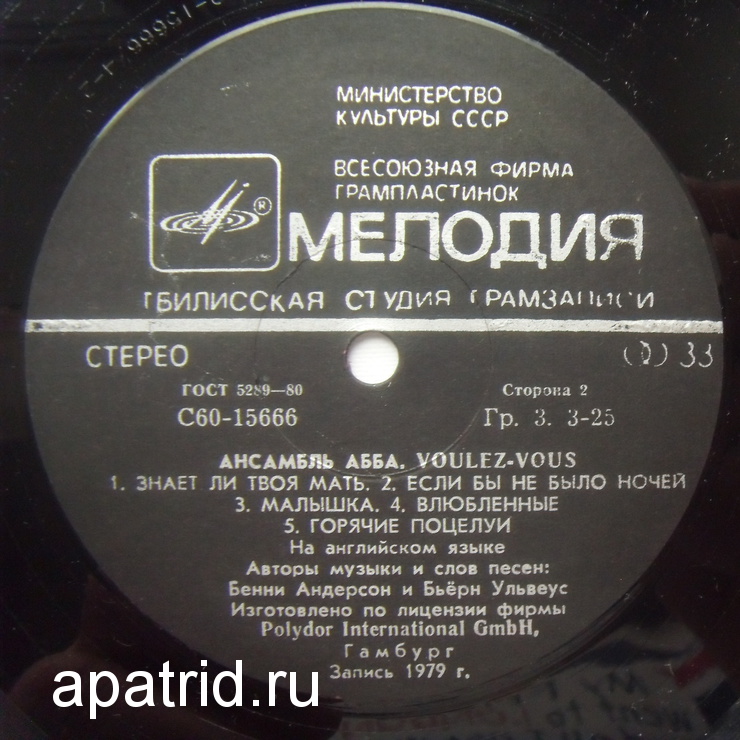 -15666/1-2
МИНИСТЕРСТВО
КУЛЬТУРЫ СССР
ВСЕСОЮЗНАЯ ФИРМА
ГРАМПЛАСТИНОК
МЕЛОДИЯ
ТБИЛИССКАЯ СТУДИЯ ГРАМЗАПИСИ
СТЕРЕО
33
ГОСТ 5289—80
Сторона 2
С60-15666
Гр. 3. 3-25
АНСАМБЛЬ АББА. VOULEZ-VOUS
1. ЗНАЕТ ЛИ ТВОЯ МАТЬ. 2. ЕСЛИ БЫ НЕ БЫЛО НОЧЕЙ
3. МАЛЫШКА. 4. ВЛЮБЛЕННЫЕ
5. ГОРЯЧИЕ ПОЦЕЛУИ
На английском языке
Авторы музыки и слов песен:
Бенни Андерсон и Бьёрн Ульвеус
Изготовлено по лицензии фирмы
Polydor International GmbH,
Гамбург
Запись 1979 г.
apatrid.ru